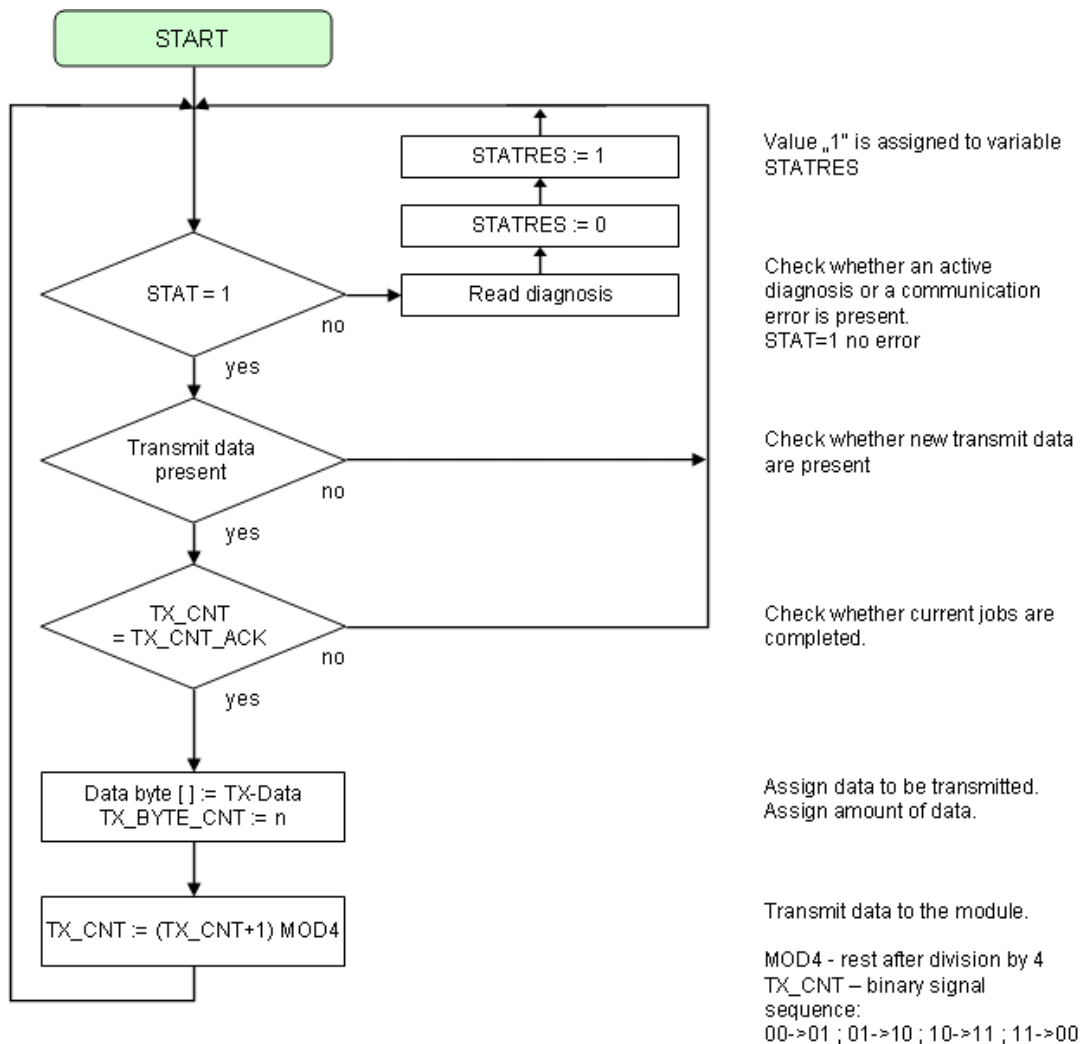 START
STATRES := 1
Value „1" is assigned to variable
STATRES
STATRES := 0
STAT = 1
no
yes
Read diagnosis
Check whether an active
diagnosis or a communication
error is present.
STAT=1 no error
Transmit data
present
no
yes
Check whether new transmit data
are present
TX_CNT
= TX_CNT_ACK
no
yes
Check whether current jobs are
completed.
Data byte [ ] := TX-Data
TX_BYTE_CNT := n
Assign data to be transmitted.
Assign amount of data.
TX_CNT := (TX_CNT+1) MOD4
Transmit data to the module.
MOD4 - rest after division by 4
TX_CNT – binary signal
sequence:
00->01 ; 01->10 ; 10->11 ; 11->00